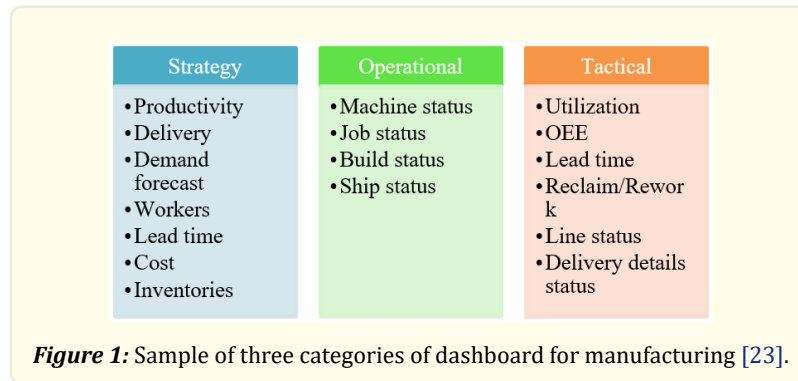 Strategy
•Productivity
•Delivery
•Demand
forecast
•Workers
•Lead time
•Cost
•Inventories
Operational
•Machine status
•Job status
•Build status
•Ship status
Tactical
•Utilization
•OEE
•Lead time
•Reclaim/Rewor
k
•Line status
•Delivery details
status
Figure 1: Sample of three categories of dashboard for manufacturing [23].